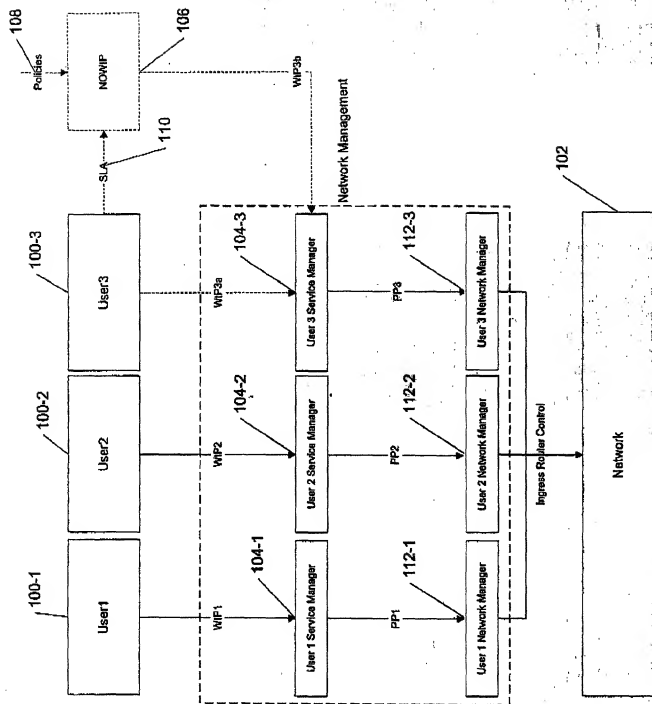 108
Policies
NOWIP
106
SLA
110
WIP3b
100-1
User1
100-2
User2
100-3
User3
Network Management
WIP1
104-1
WIP2
104-2
WIP3a
104-3
User 1 Service Manager
User 2 Service Manager
User 3 Service Manager
PP1
112-1
PP2
112-2
PP3
112-3
User 1 Network Manager
User 2 Network Manager
User 3 Network Manager
Ingress Router Control
102
Network